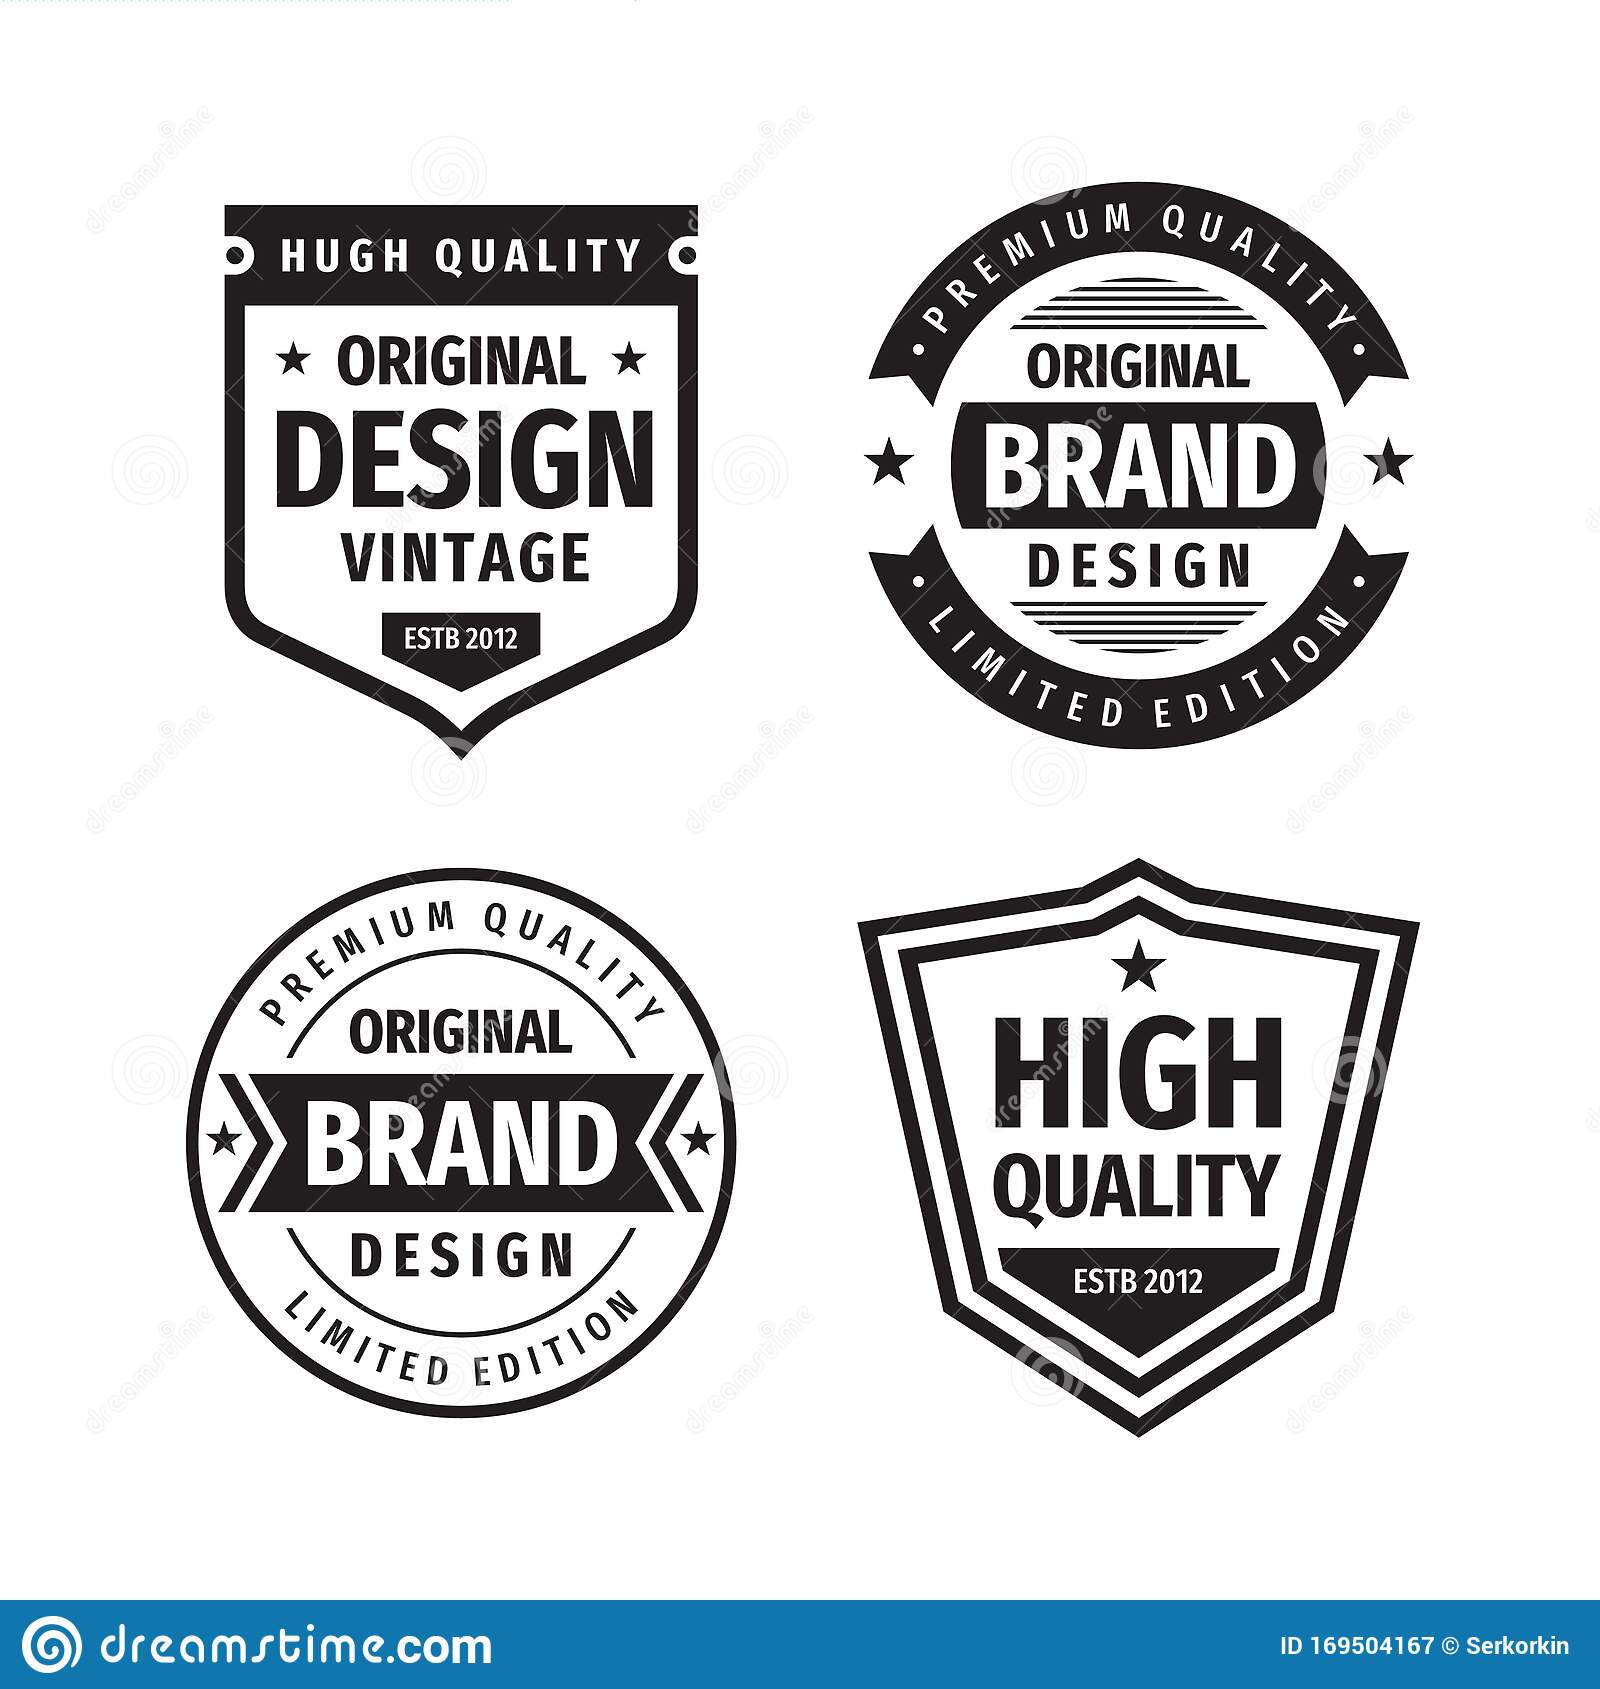 HUGH QUALITY
ORIGINAL
DESIGN
VINTAGE
ESTB 2012
PREMIUM QUALITY
ORIGINAL
BRAND
DESIGN
LIMITED EDITION
PREMIUM QUALITY
ORIGINAL
BRAND
DESIGN
LIMITED EDITION
HIGH
QUALITY
ESTB 2012
dreamstime.com
ID 169504167 © Serkorkin